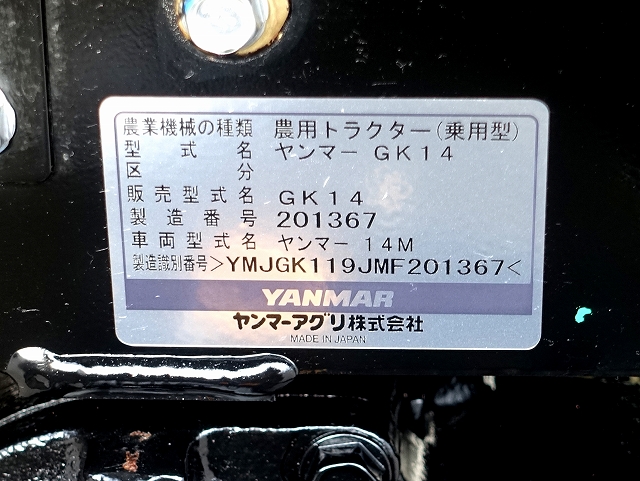 農業機械の種類 農用トラクター(乗用型)
型式名 ヤンマー GK14
区分
販売型式名 GK14
製造番号 201367
車両型式名 ヤンマー 14M
製造識別番号 >YMJGK119JMF201367<
YANMAR
ヤンマーアグリ株式会社
MADE IN JAPAN